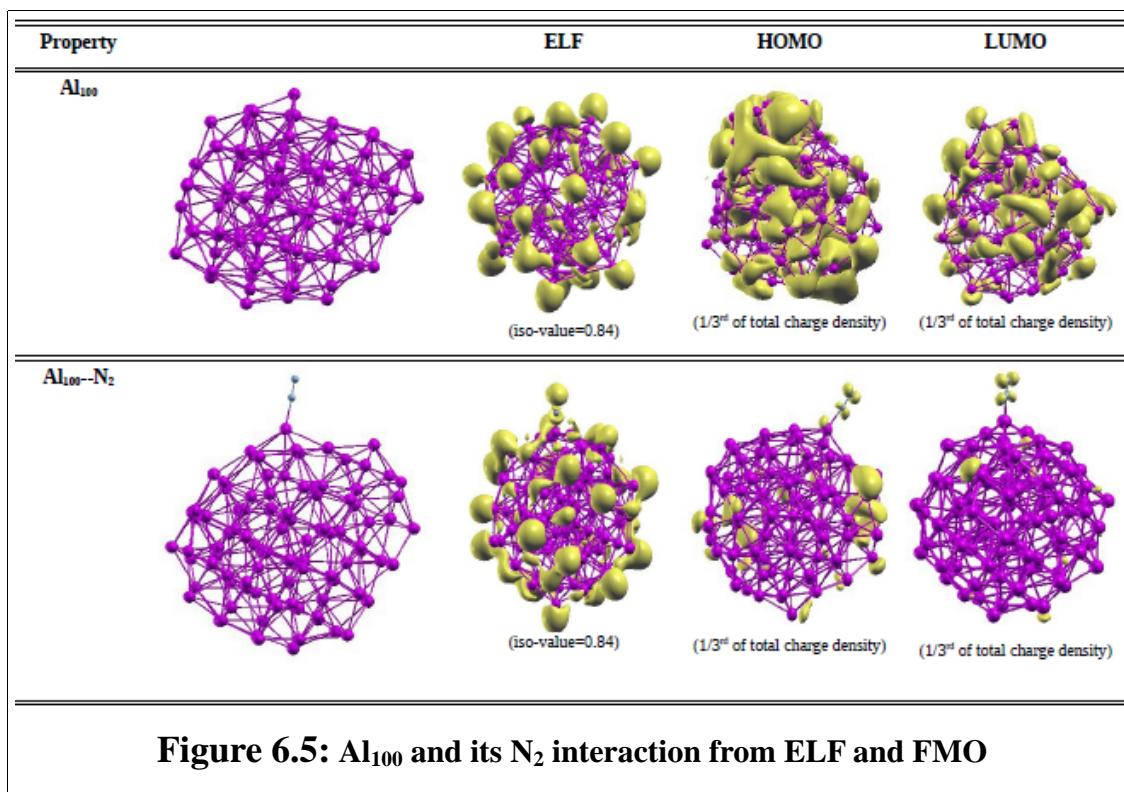 Property ELF HOMO LUMO
Al₁₀₀
(iso-value=0.84) (1/3ʳᵈ of total charge density) (1/3ʳᵈ of total charge density)
Al₁₀₀--N₂
(iso-value=0.84) (1/3ʳᵈ of total charge density) (1/3ʳᵈ of total charge density)
Figure 6.5: Al₁₀₀ and its N₂ interaction from ELF and FMO